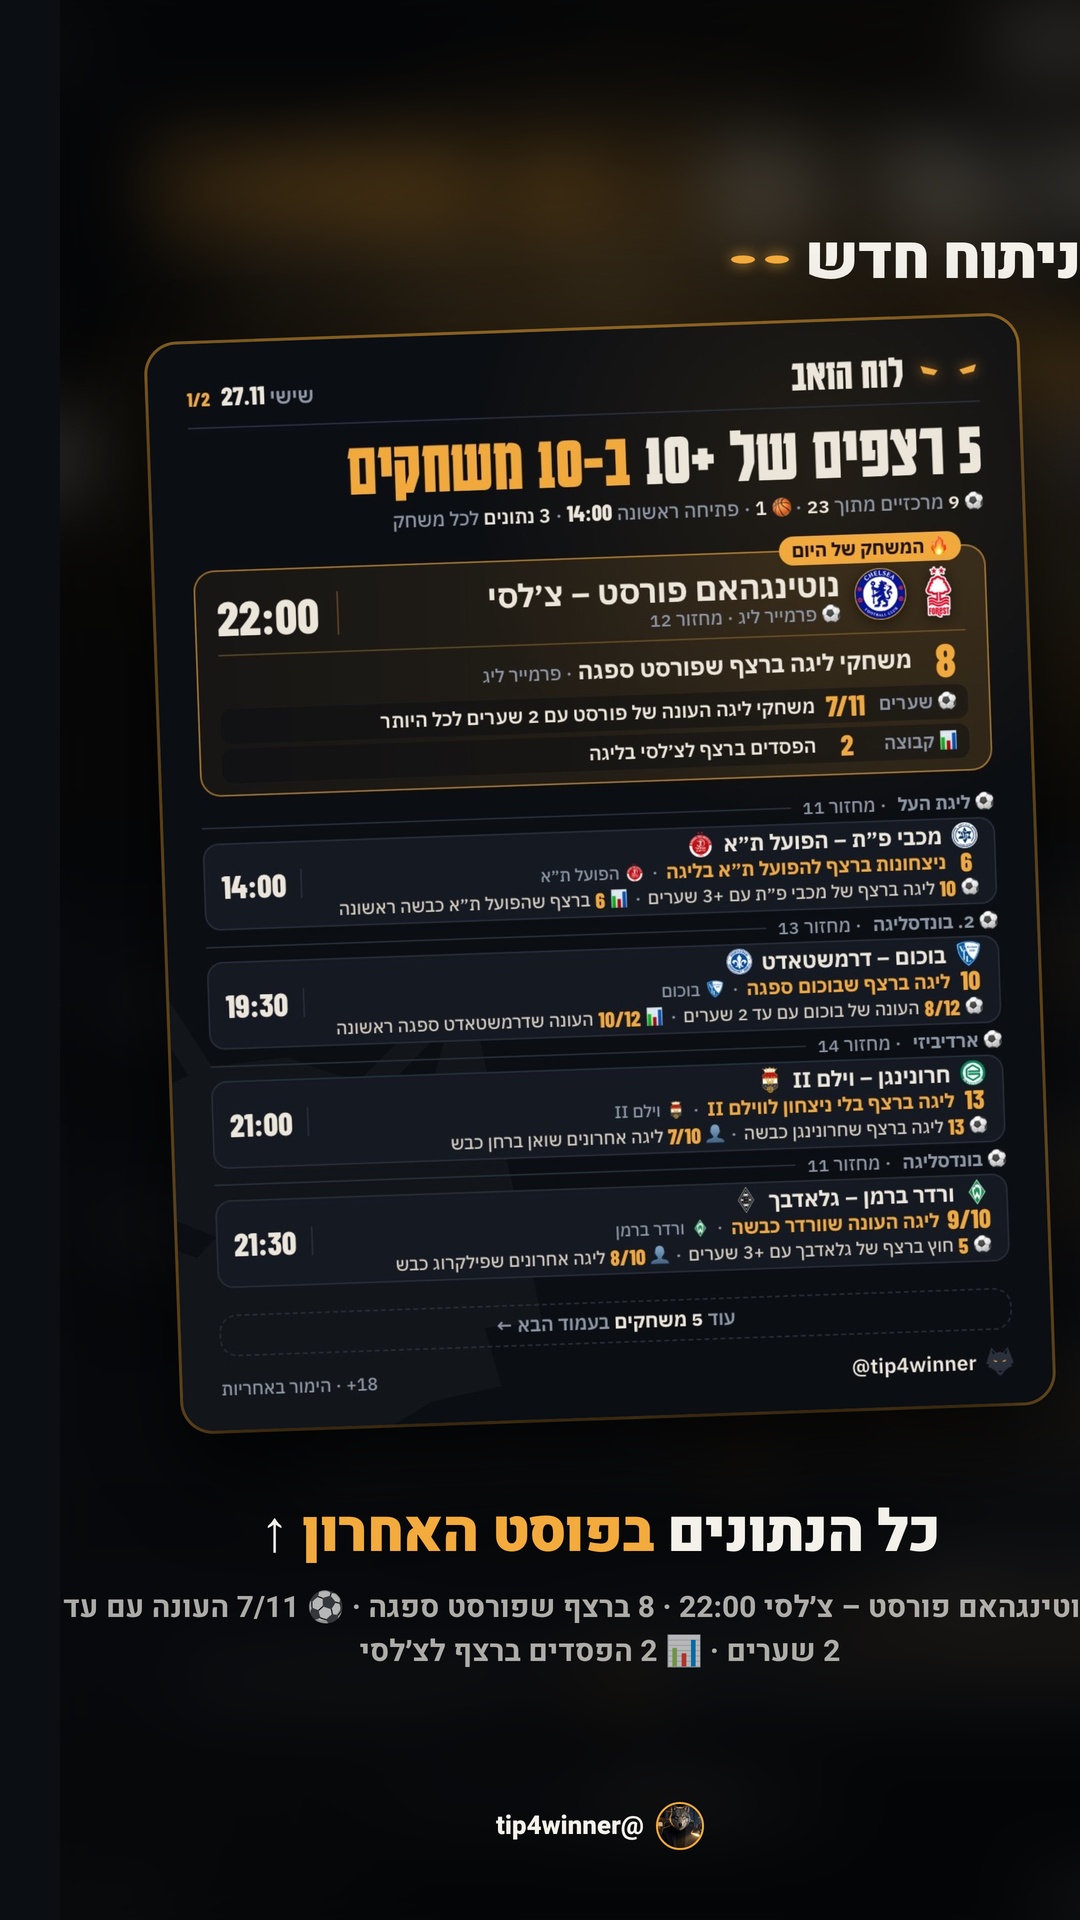 ניתוח חדש
לוח הזאב
שישי 27.11 1/2
5 רצפים של +10 ב-10 משחקים
⚽ 9 מרכזיים מתוך 23 · 🏀 1 · פתיחה ראשונה 14:00 · 3 נתונים לכל משחק
🔥 המשחק של היום
נוטינגהאם פורסט – צ׳לסי
22:00
⚽ פרמייר ליג · מחזור 12
8 משחקי ליגה ברצף שפורסט ספגה · פרמייר ליג
⚽ שערים 7/11 משחקי ליגה העונה של פורסט עם 2 שערים לכל היותר
📊 קבוצה 2 הפסדים ברצף לצ׳לסי בליגה
⚽ ליגת העל · מחזור 11
מכבי פ״ת – הפועל ת״א
14:00
6 ניצחונות ברצף להפועל ת״א בליגה · הפועל ת״א
⚽ 10 ליגה ברצף של מכבי פ״ת עם +3 שערים · 📊 6 ברצף שהפועל ת״א כבשה ראשונה
⚽ 2. בונדסליגה · מחזור 13
בוכום – דרמשטאדט
19:30
10 ליגה ברצף שבוכום ספגה · בוכום
⚽ 8/12 העונה של בוכום עם עד 2 שערים · 📊 10/12 העונה שדרמשטאדט ספגה ראשונה
⚽ ארדיביזי · מחזור 14
חרונינגן – וילם II
21:00
13 ליגה ברצף בלי ניצחון לווילם II · וילם II
⚽ 13 ליגה ברצף שחרונינגן כבשה · 👤 7/10 ליגה אחרונים שואן ברחן כבש
⚽ בונדסליגה · מחזור 11
ורדר ברמן – גלאדבך
21:30
9/10 ליגה העונה שוורדר כבשה · ורדר ברמן
⚽ 5 חוץ ברצף של גלאדבך עם +3 שערים · 👤 8/10 ליגה אחרונים שפילקרוג כבש
עוד 5 משחקים בעמוד הבא ←
@tip4winner
18+ · הימור באחריות
כל הנתונים בפוסט האחרון ↑
וטינגהאם פורסט – צ׳לסי 22:00 · 8 ברצף שפורסט ספגה · ⚽ 7/11 העונה עם עד
2 שערים · 📊 2 הפסדים ברצף לצ׳לסי
tip4winner@